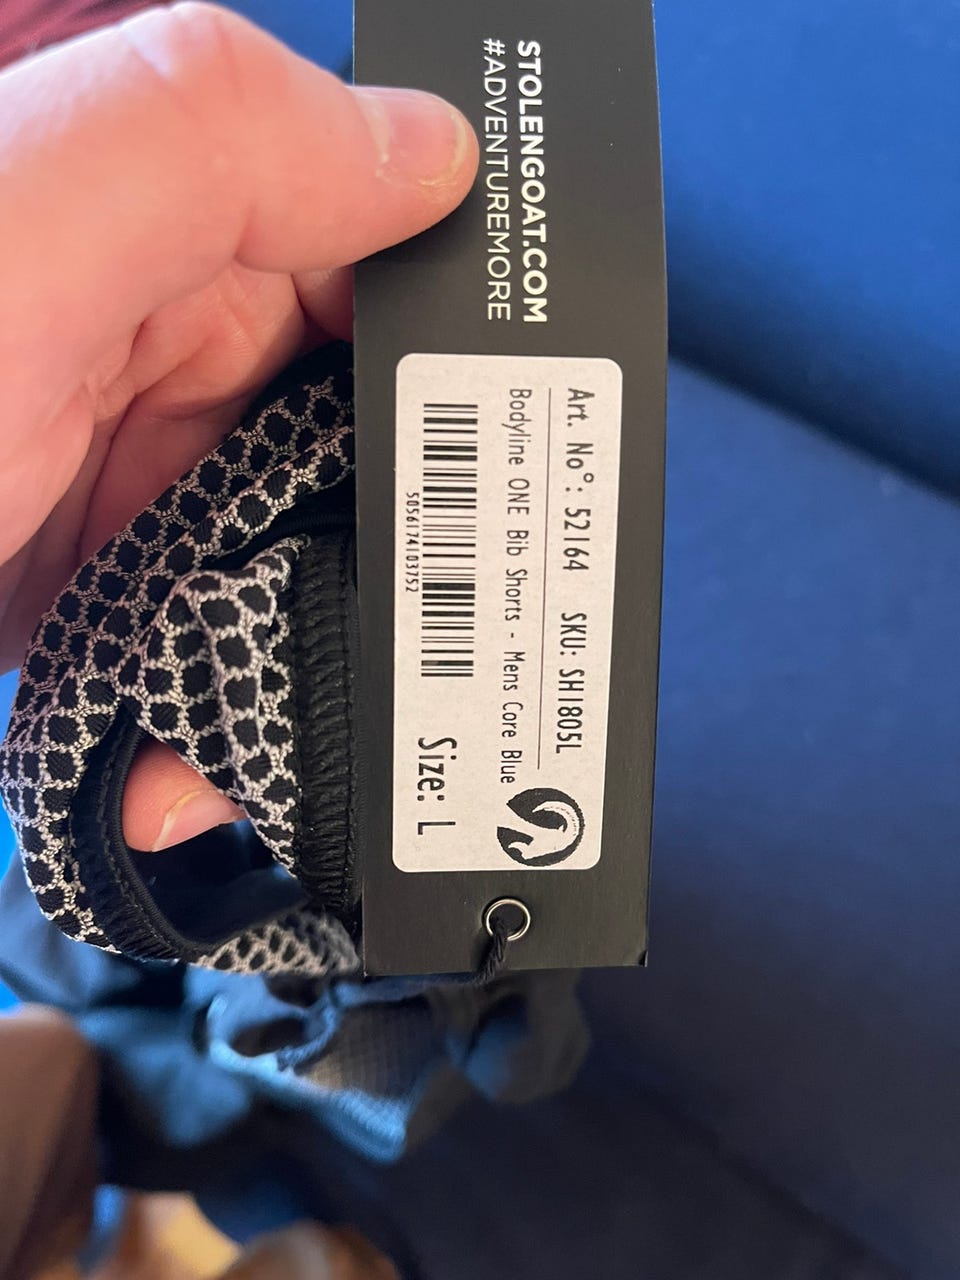 STOLENGOAT.COM
#ADVENTUREMORE
Art. No°: 52164 SKU: SH1805L
Bodyline ONE Bib Shorts - Mens Core Blue
5056174103752
Size: L